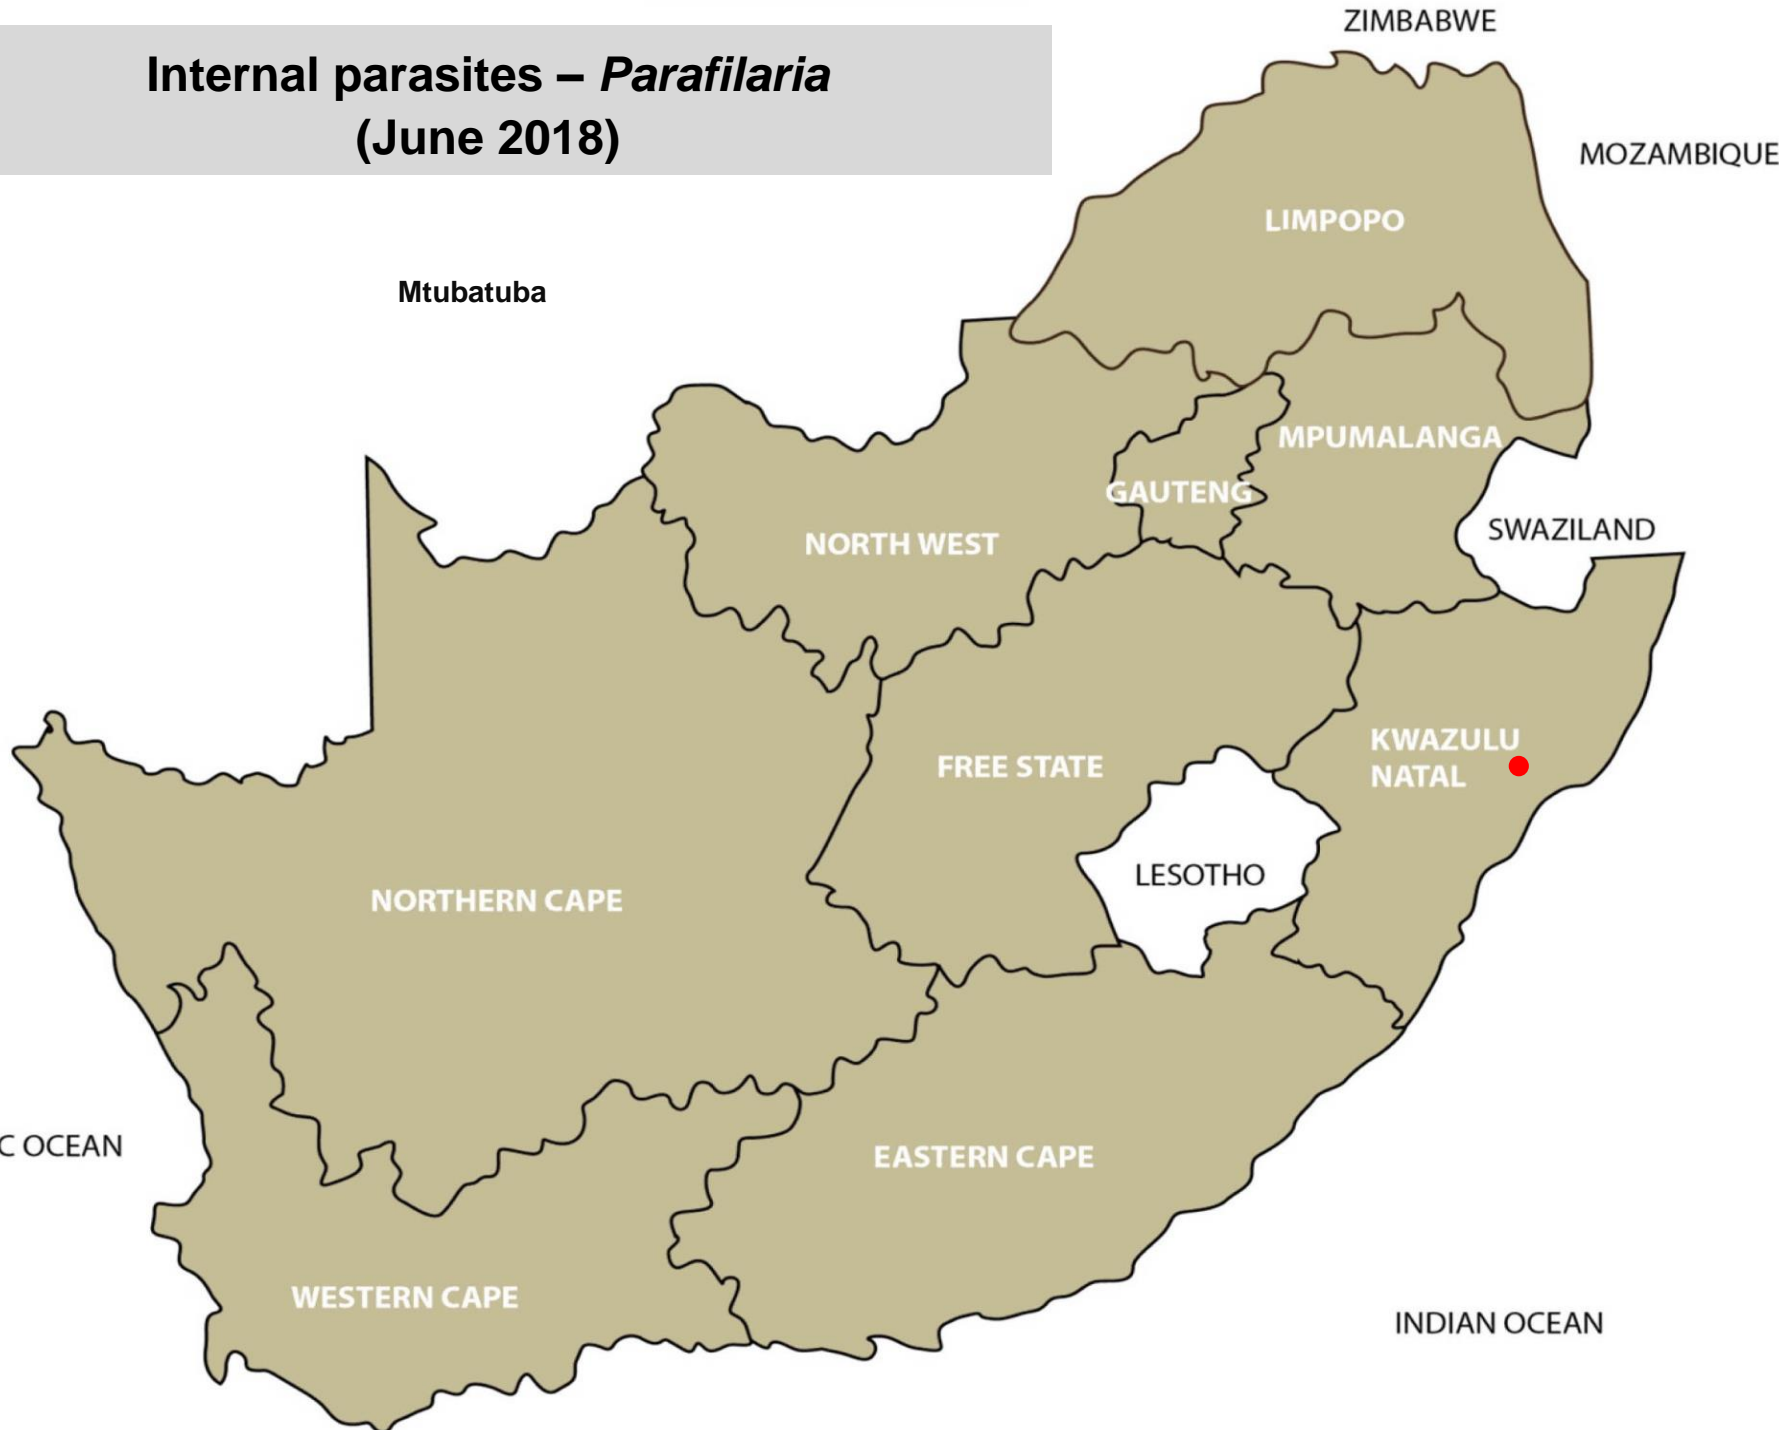 Internal parasites – Parafilaria
(June 2018)
ZIMBABWE
MOZAMBIQUE
LIMPOPO
Mtubatuba
MPUMALANGA
GAUTENG
SWAZILAND
NORTH WEST
KWAZULU
NATAL
FREE STATE
LESOTHO
NORTHERN CAPE
C OCEAN
EASTERN CAPE
WESTERN CAPE
INDIAN OCEAN